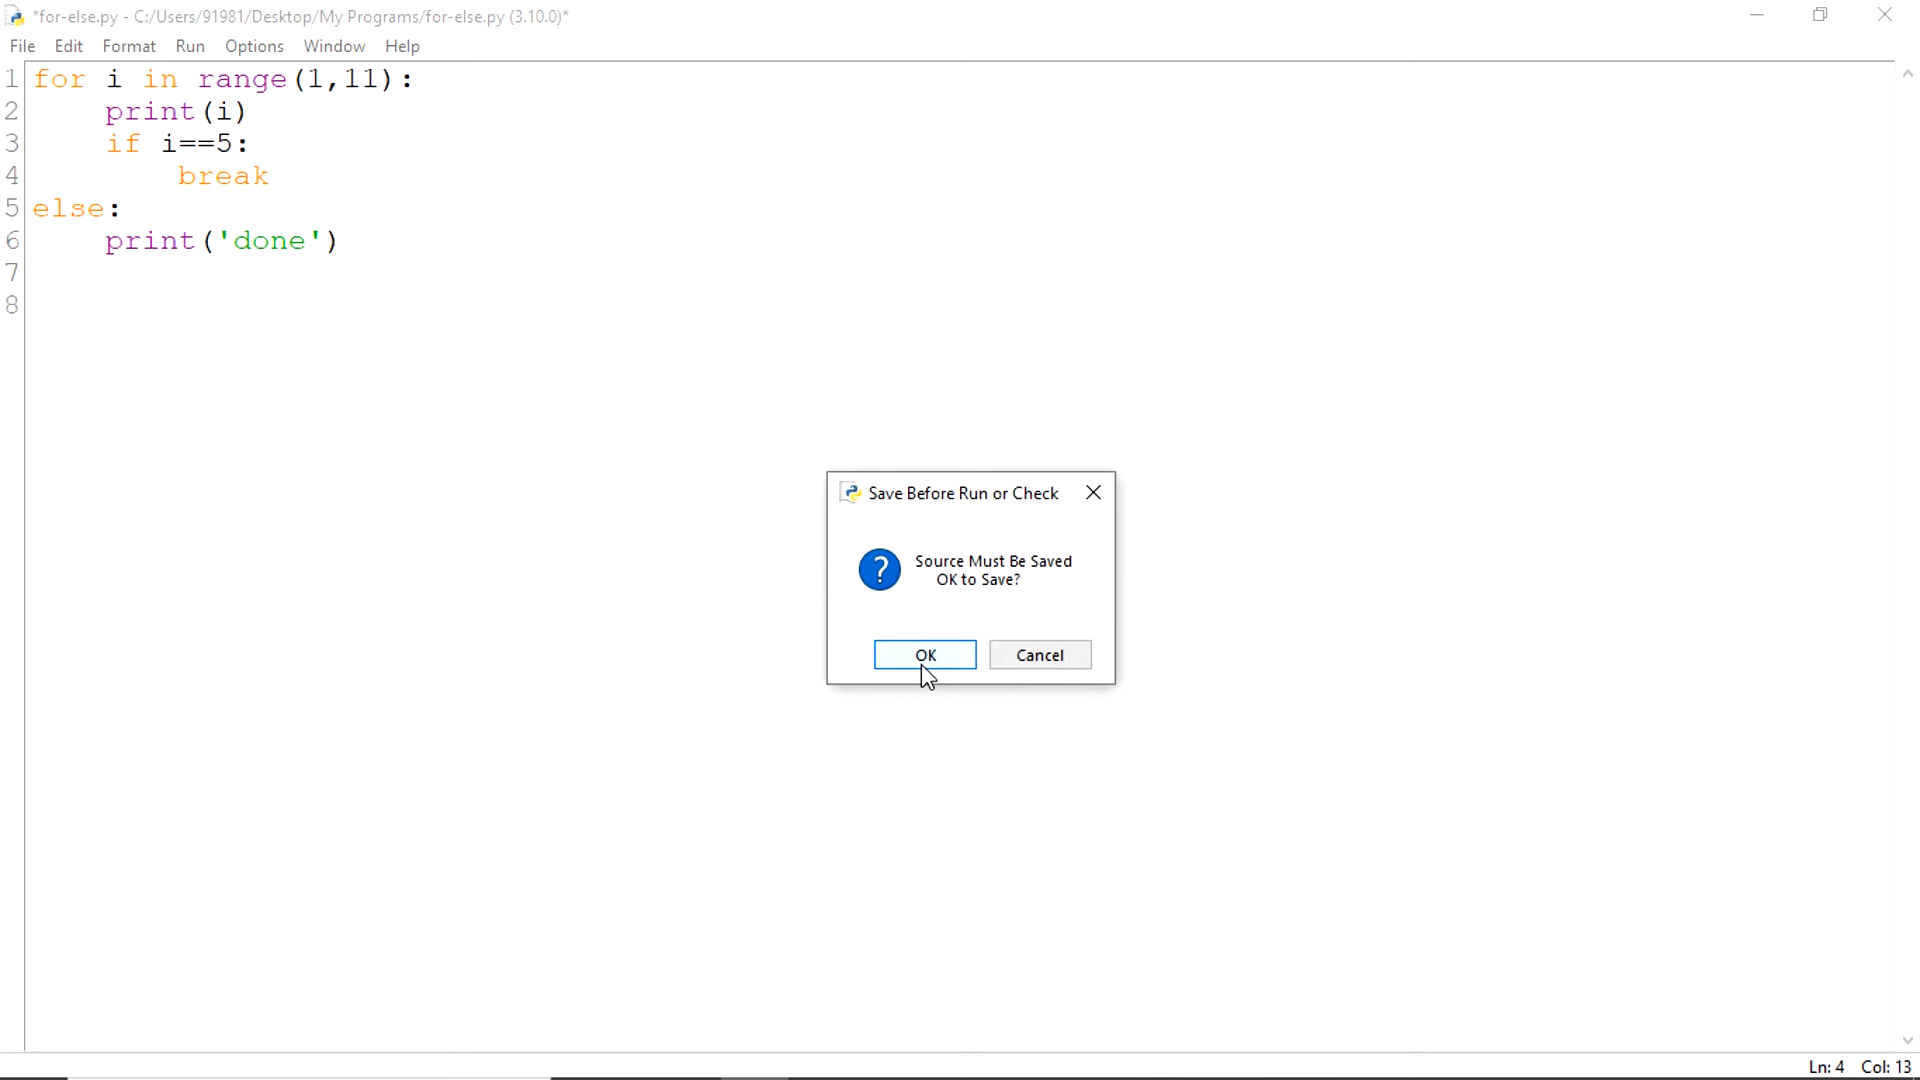 *for-else.py - C:/Users/91981/Desktop/My Programs/for-else.py (3.10.0)*
File Edit Format Run Options Window Help
1 for i in range(1,11):
2     print(i)
3     if i==5:
4         break
5 else:
6     print('done')
7
8
Save Before Run or Check
Source Must Be Saved
OK to Save?
OK Cancel
Ln: 4 Col: 13